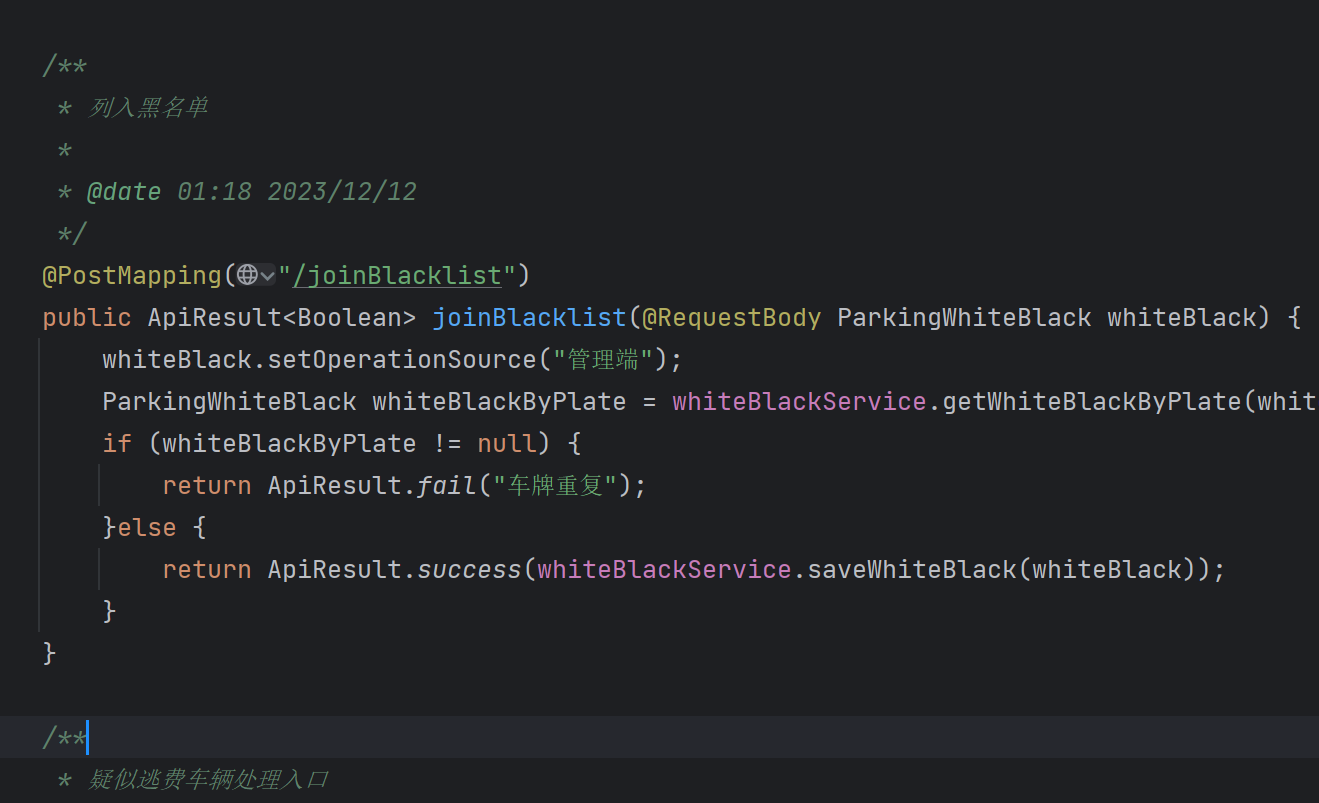 /**
 * 列入黑名单
 *
 * @date 01:18 2023/12/12
 */
@PostMapping("/joinBlacklist")
public ApiResult<Boolean> joinBlacklist(@RequestBody ParkingWhiteBlack whiteBlack) {
    whiteBlack.setOperationSource("管理端");
    ParkingWhiteBlack whiteBlackByPlate = whiteBlackService.getWhiteBlackByPlate(whit
    if (whiteBlackByPlate != null) {
        return ApiResult.fail("车牌重复");
    }else {
        return ApiResult.success(whiteBlackService.saveWhiteBlack(whiteBlack));
    }
}
/**
 * 疑似逃费车辆处理入口